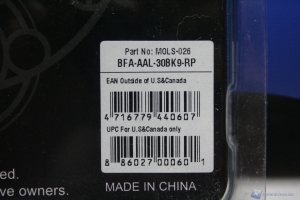 Part No: MOLS-026
BFA-AAL-30BK9-RP
EAN Outside of U.S&Canada
4 716779 440607
UPC For U.S&Canada only
8 86027 00060 1
ed.
ve owners.
MADE IN CHINA